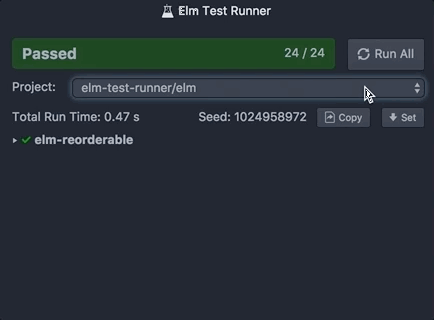 Elm Test Runner
Passed 24 / 24 Run All
Project: elm-test-runner/elm
Total Run Time: 0.47 s Seed: 1024958972 Copy Set
elm-reorderable